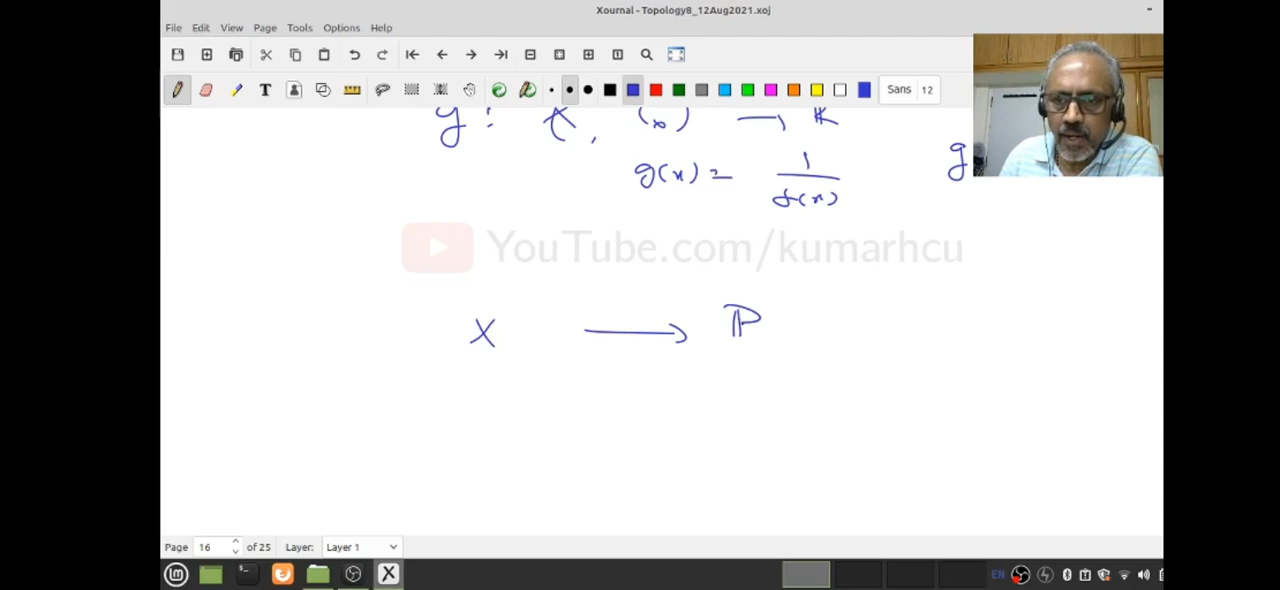 Xournal - Topology8_12Aug2021.xoj
File Edit View Page Tools Options Help
Sans 12
g(x) = 1 / f(x)
g
YouTube.com/kumarhcu
X ⟶ ℙ
Page 16 of 25 Layer: Layer 1
EN